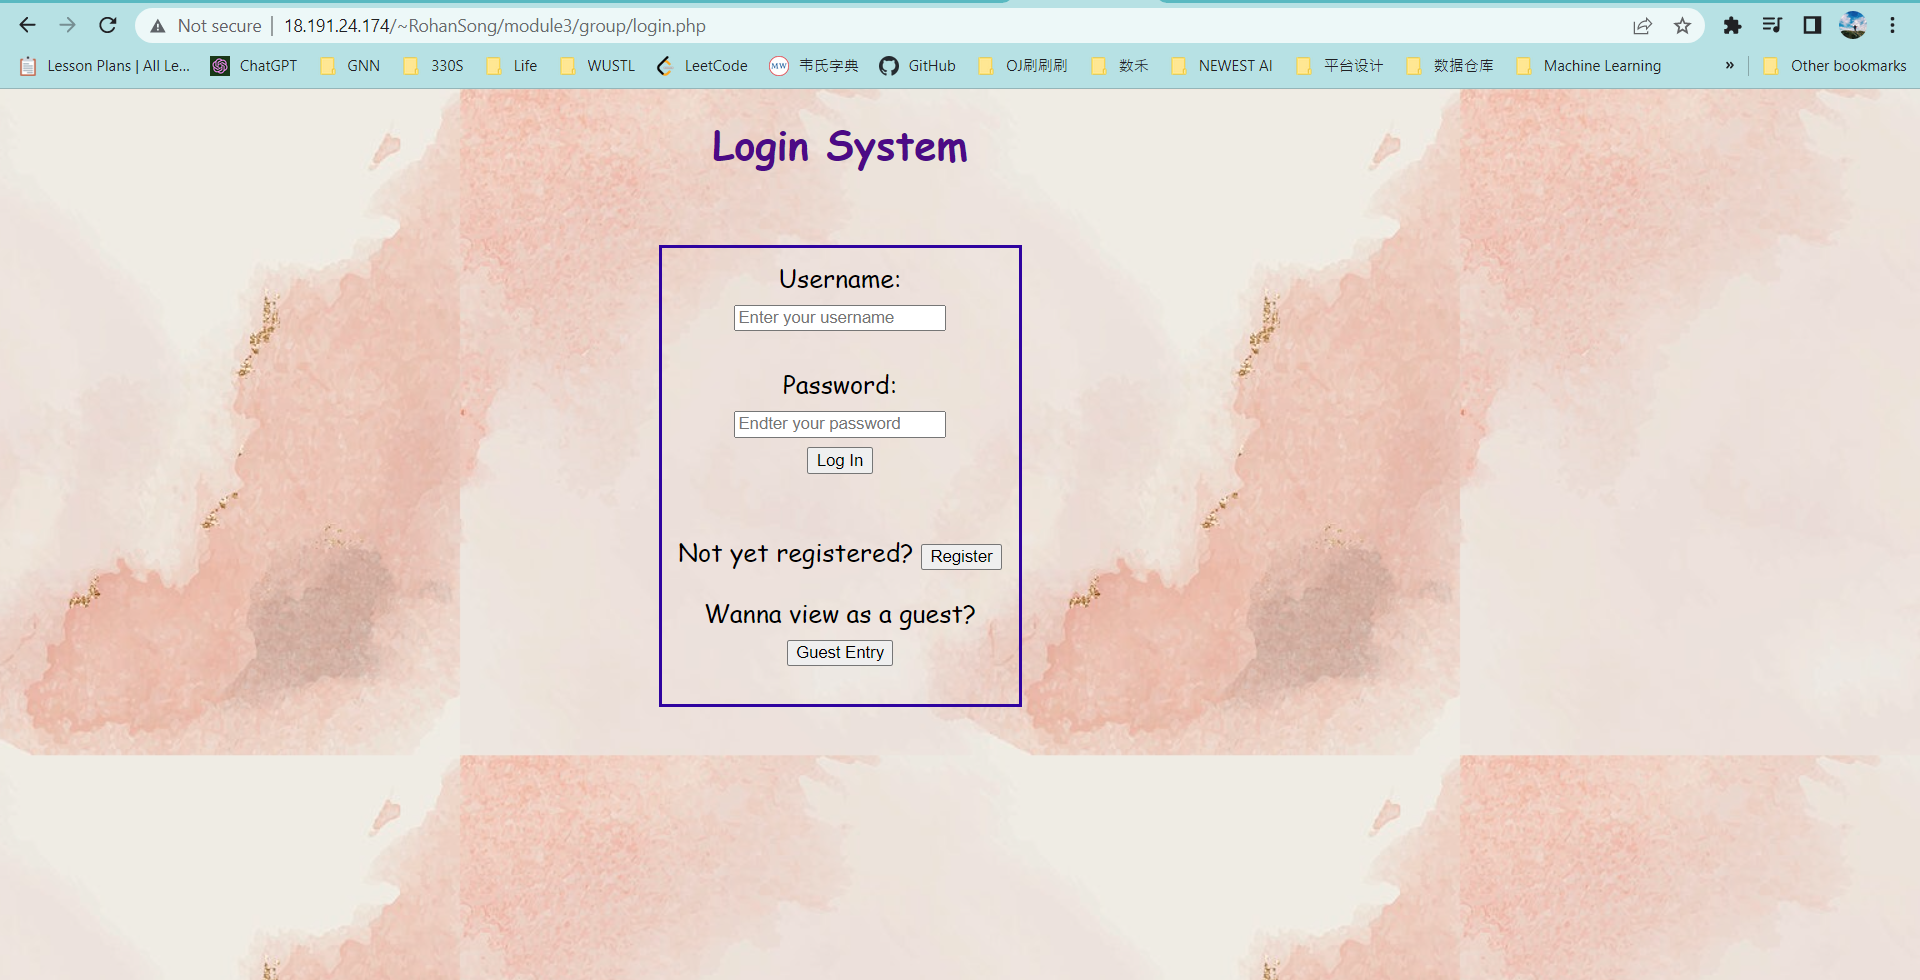 Not secure | 18.191.24.174/~RohanSong/module3/group/login.php
Lesson Plans | All Le... ChatGPT GNN 330S Life WUSTL LeetCode MW 韦氏字典 GitHub OJ刷刷刷 数禾 NEWEST AI 平台设计 数据仓库 Machine Learning » Other bookmarks
Login System
Username:
Enter your username
Password:
Endter your password
Log In
Not yet registered? Register
Wanna view as a guest?
Guest Entry